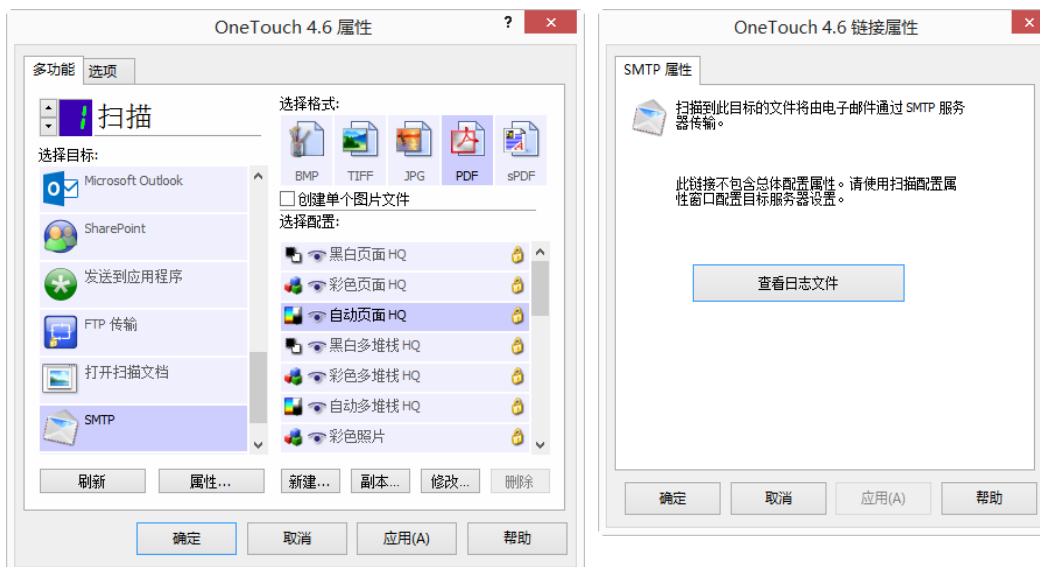 OneTouch 4.6 属性
?
多功能
选项
1 扫描
选择目标:
Microsoft Outlook
SharePoint
发送到应用程序
FTP 传输
打开扫描文档
SMTP
刷新
属性...
选择格式:
BMP
TIFF
JPG
PDF
sPDF
创建单个图片文件
选择配置:
黑白页面 HQ
彩色页面 HQ
自动页面 HQ
黑白多堆栈 HQ
彩色多堆栈 HQ
自动多堆栈 HQ
彩色照片
新建...
副本...
修改...
删除
确定
取消
应用(A)
帮助
OneTouch 4.6 链接属性
SMTP 属性
扫描到此目标的文件将由电子邮件通过 SMTP 服务
器传输。
此链接不包含总体配置属性。请使用扫描配置属
性窗口配置目标服务器设置。
查看日志文件
确定
取消
应用(A)
帮助